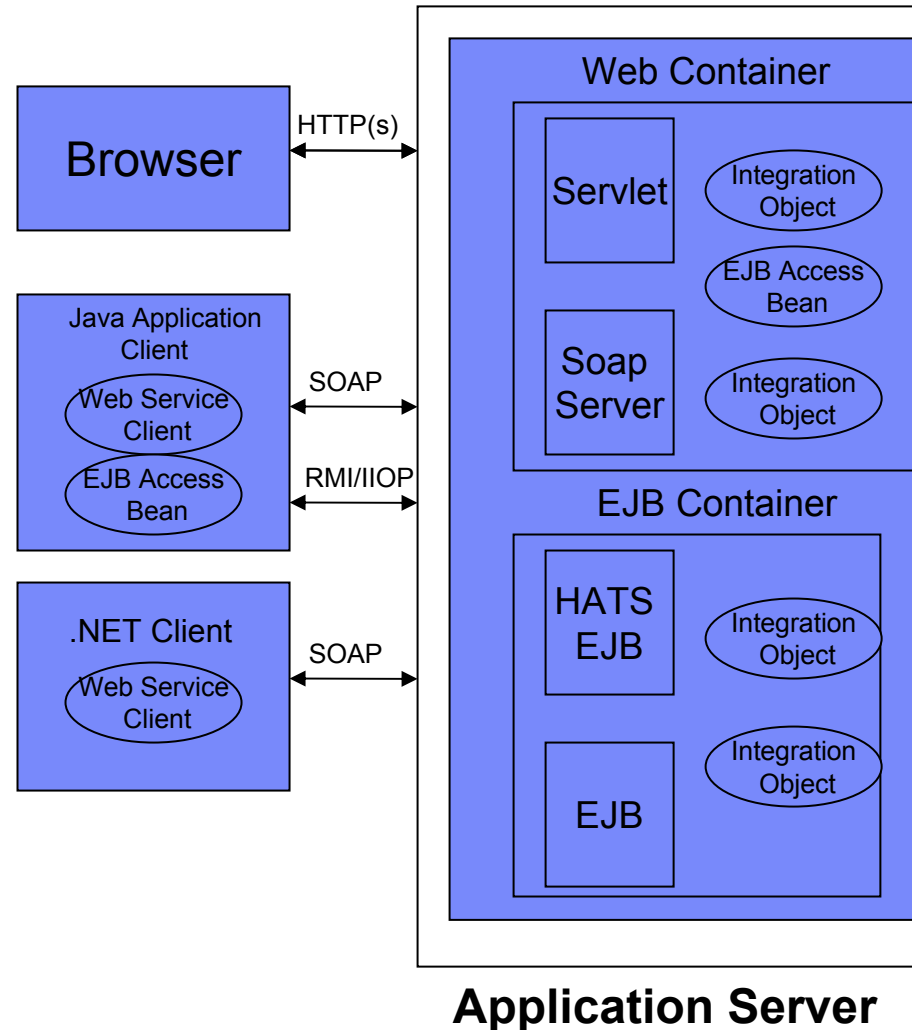 Browser
HTTP(s)
Java Application
Client
Web Service
Client
EJB Access
Bean
SOAP
RMI/IIOP
.NET Client
Web Service
Client
SOAP
Web Container
Servlet
Integration
Object
EJB Access
Bean
Soap
Server
Integration
Object
EJB Container
HATS
EJB
Integration
Object
EJB
Integration
Object
Application Server